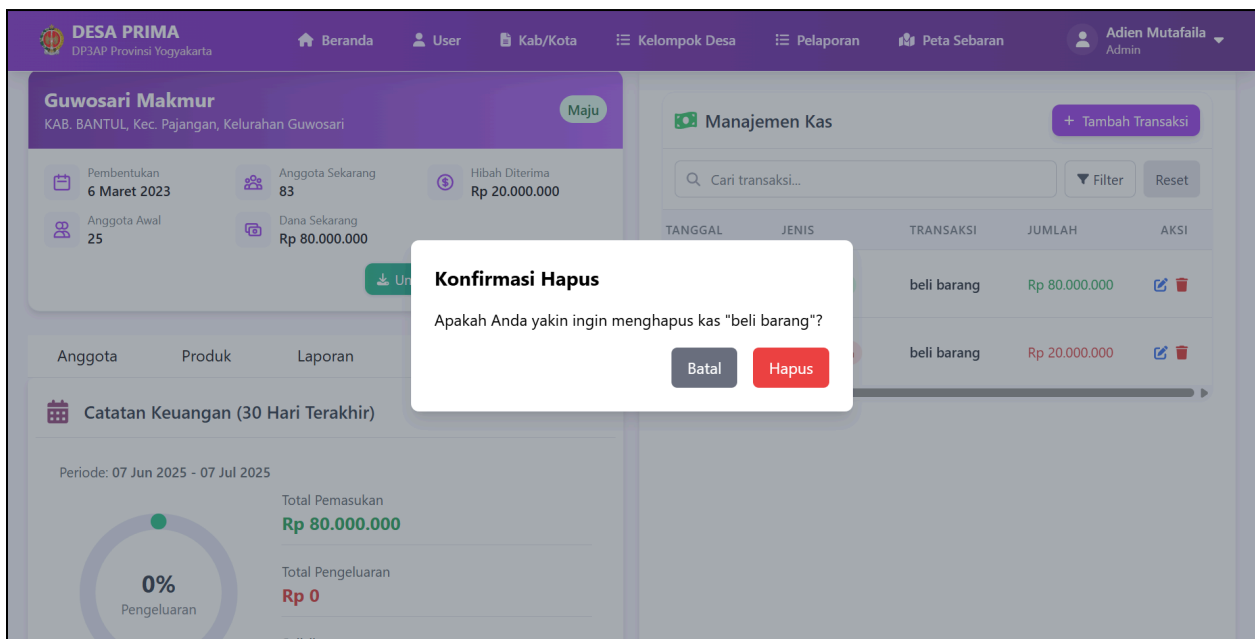 DESA PRIMA
DP3AP Provinsi Yogyakarta
Beranda
User
Kab/Kota
Kelompok Desa
Pelaporan
Peta Sebaran
Adien Mutafaila
Admin
Guwosari Makmur
KAB. BANTUL, Kec. Pajangan, Kelurahan Guwosari
Maju
Pembentukan
6 Maret 2023
Anggota Sekarang
83
Hibah Diterima
Rp 20.000.000
Anggota Awal
25
Dana Sekarang
Rp 80.000.000
Anggota
Produk
Laporan
Catatan Keuangan (30 Hari Terakhir)
Periode: 07 Jun 2025 - 07 Jul 2025
0%
Pengeluaran
Total Pemasukan
Rp 80.000.000
Total Pengeluaran
Rp 0
Konfirmasi Hapus
Apakah Anda yakin ingin menghapus kas "beli barang"?
Batal
Hapus
Manajemen Kas
+ Tambah Transaksi
Cari transaksi...
Filter
Reset
TANGGAL JENIS TRANSAKSI JUMLAH AKSI
beli barang Rp 80.000.000
beli barang Rp 20.000.000